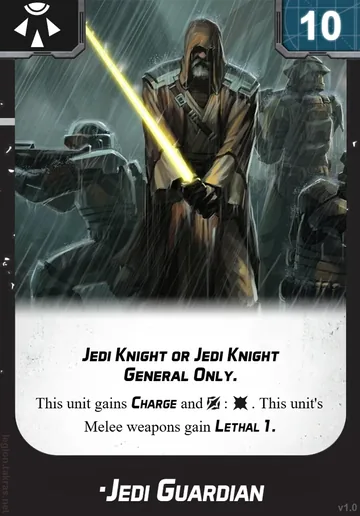 10
JEDI KNIGHT OR JEDI KNIGHT
GENERAL ONLY.
This unit gains CHARGE and : . This unit's
Melee weapons gain LETHAL 1.
·JEDI GUARDIAN
v1.0